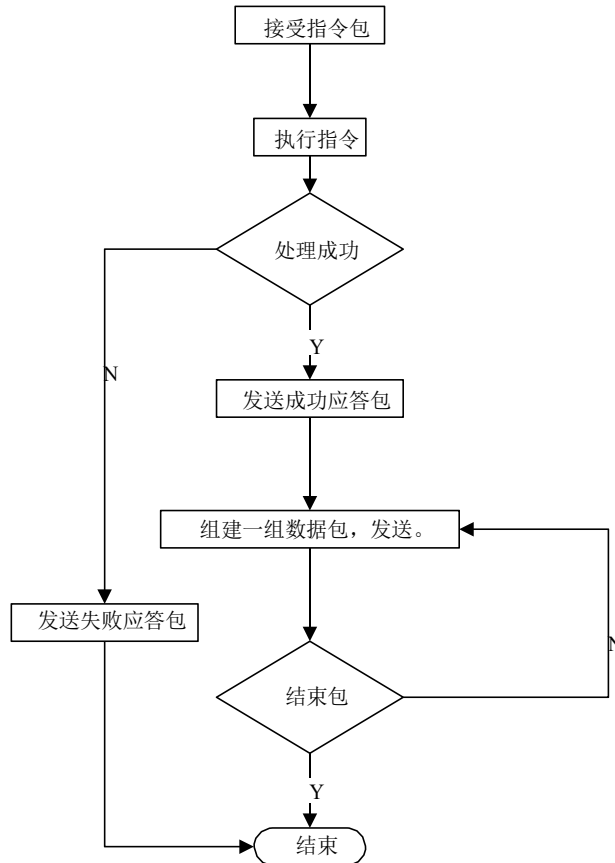 接受指令包
执行指令
处理成功
Y
N
发送成功应答包
组建一组数据包，发送。
发送失败应答包
N
结束包
Y
结束